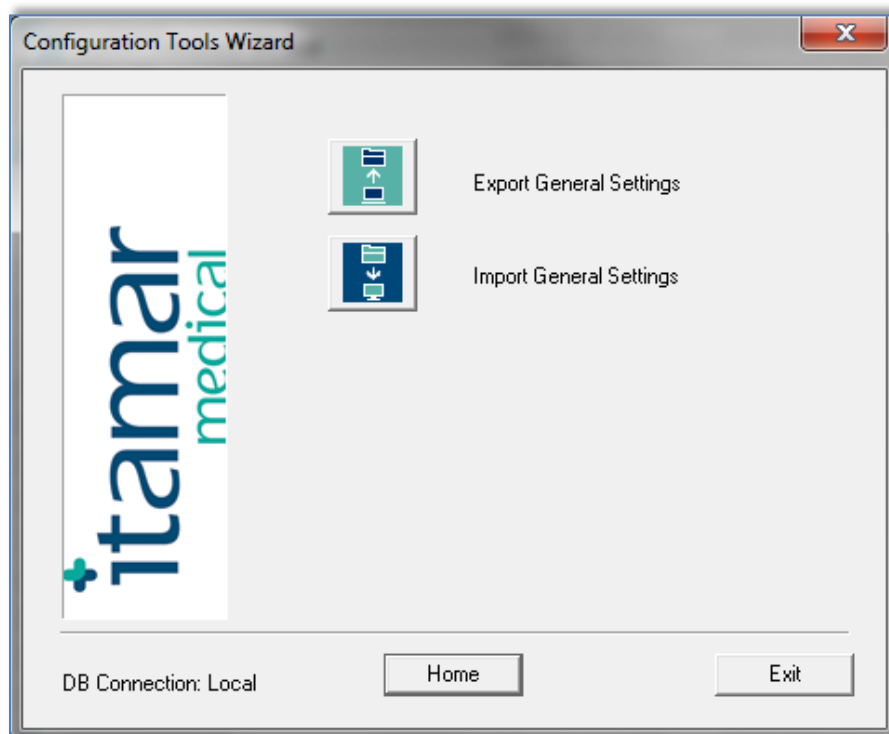 Configuration Tools Wizard
itamar
medical
Export General Settings
Import General Settings
DB Connection: Local
Home
Exit